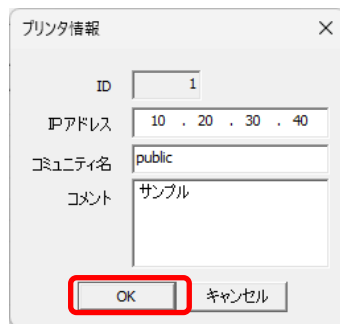 プリンタ情報
ID 1
IPアドレス 10 . 20 . 30 . 40
コミュニティ名 public
コメント サンプル
OK キャンセル